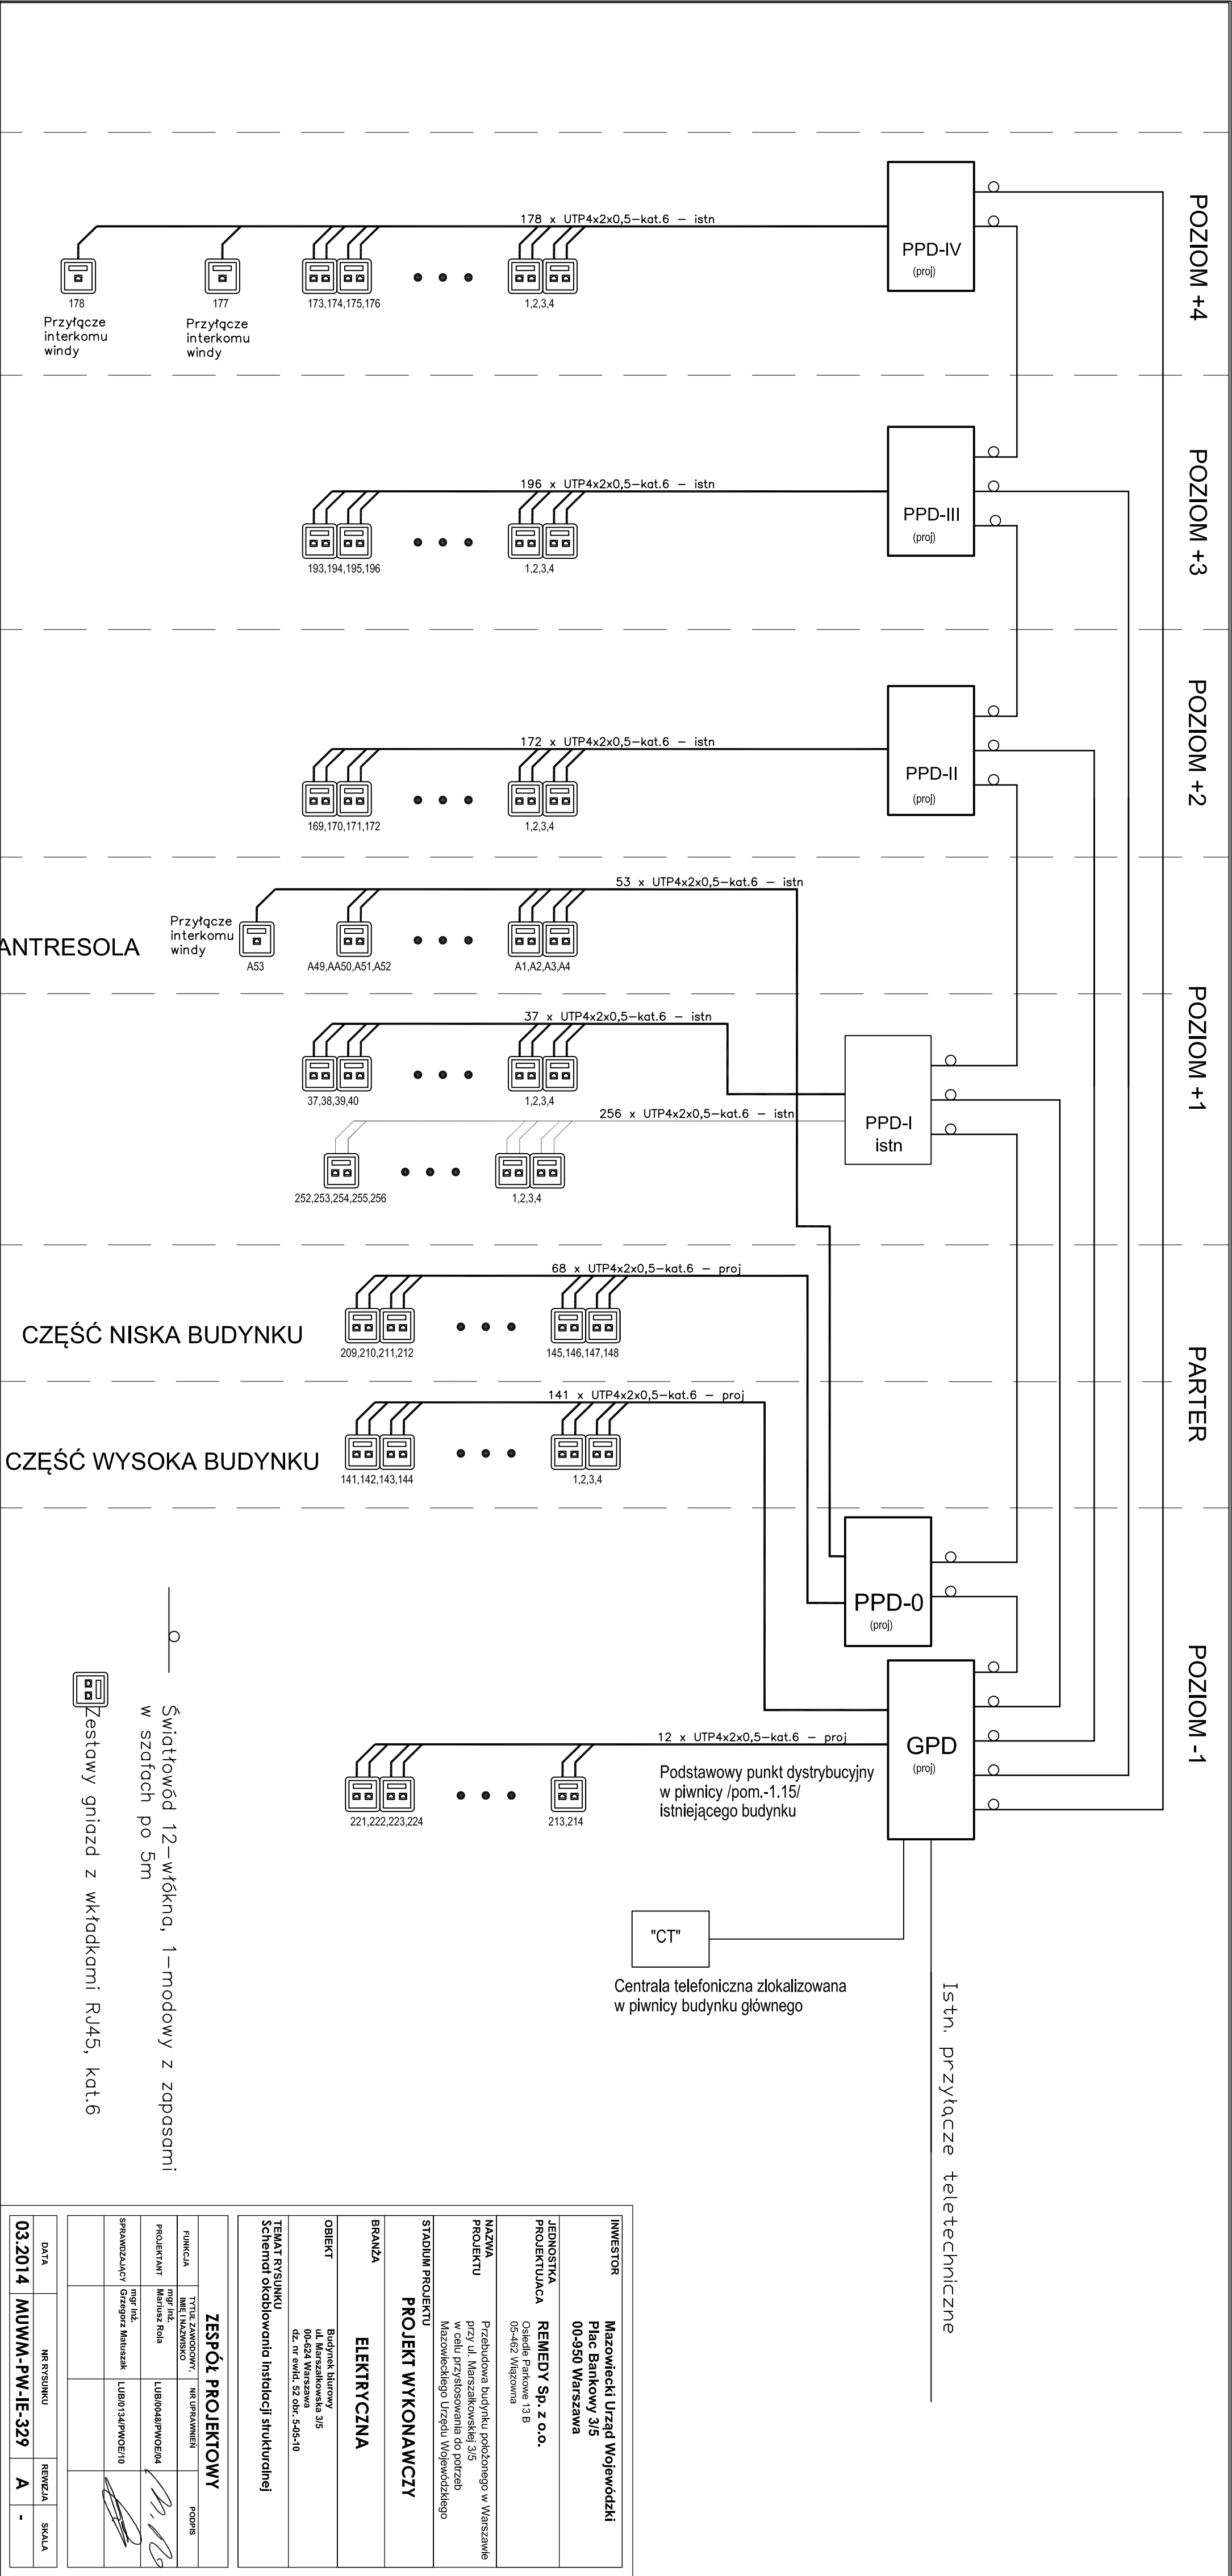 POZIOM +4
PPD-IV
(proj)
178 x UTP4x2x0,5-kat.6 - istn
178
177
173,174,175,176
1,2,3,4
Przyłącze
interkomu
windy
Przyłącze
interkomu
windy
POZIOM +3
PPD-III
(proj)
196 x UTP4x2x0,5-kat.6 - istn
193,194,195,196
1,2,3,4
POZIOM +2
PPD-II
(proj)
172 x UTP4x2x0,5-kat.6 - istn
169,170,171,172
1,2,3,4
53 x UTP4x2x0,5-kat.6 - istn
ANTRESOLA
Przyłącze
interkomu
windy
A53
A49,AA50,A51,A52
A1,A2,A3,A4
POZIOM +1
37 x UTP4x2x0,5-kat.6 - istn
37,38,39,40
1,2,3,4
256 x UTP4x2x0,5-kat.6 - istn
PPD-I
istn
252,253,254,255,256
1,2,3,4
PARTER
68 x UTP4x2x0,5-kat.6 - proj
CZĘŚĆ NISKA BUDYNKU
209,210,211,212
145,146,147,148
141 x UTP4x2x0,5-kat.6 - proj
CZĘŚĆ WYSOKA BUDYNKU
141,142,143,144
1,2,3,4
POZIOM -1
PPD-0
(proj)
GPD
(proj)
12 x UTP4x2x0,5-kat.6 - proj
221,222,223,224
213,214
Podstawowy punkt dystrybucyjny
w piwnicy /pom.-1.15/
istniejącego budynku
"CT"
Centrala telefoniczna zlokalizowana
w piwnicy budynku głównego
Istn. przyłącze teletechniczne
Światłowód 12-włókna, 1-modowy z zapasami
w szafach po 5m
Zestawy gniazd z wkładkami RJ45, kat.6
INWESTOR
Mazowiecki Urząd Wojewódzki
Plac Bankowy 3/5
00-950 Warszawa
JEDNOSTKA
PROJEKTUJACA
REMEDY Sp. z o.o.
Osiedle Parkowe 13 B
05-462 Wiązowna
NAZWA
PROJEKTU
Przebudowa budynku położonego w Warszawie
przy ul. Marszałkowskiej 3/5
w celu przystosowania do potrzeb
Mazowieckiego Urzędu Wojewódzkiego
STADIUM PROJEKTU
PROJEKT WYKONAWCZY
BRANŻA
ELEKTRYCZNA
OBIEKT
Budynek biurowy
ul. Marszałkowska 3/5
00-624 Warszawa
dz. nr ewid. 52 obr. 5-05-10
TEMAT RYSUNKU
Schemat okablowania instalacji strukturalnej
ZESPÓŁ PROJEKTOWY
FUNKCJA
TYTUŁ ZAWODOWY,
IMIĘ I NAZWISKO
NR UPRAWNIEŃ
PODPIS
PROJEKTANT
mgr inż.
Mariusz Rola
LUB/0048/PWOE/04
SPRAWDZAJĄCY
mgr inż.
Grzegorz Matuszak
LUB/0134/PWOE/10
DATA
NR RYSUNKU
REWIZJA
SKALA
03.2014
MUWM-PW-IE-329
A
-